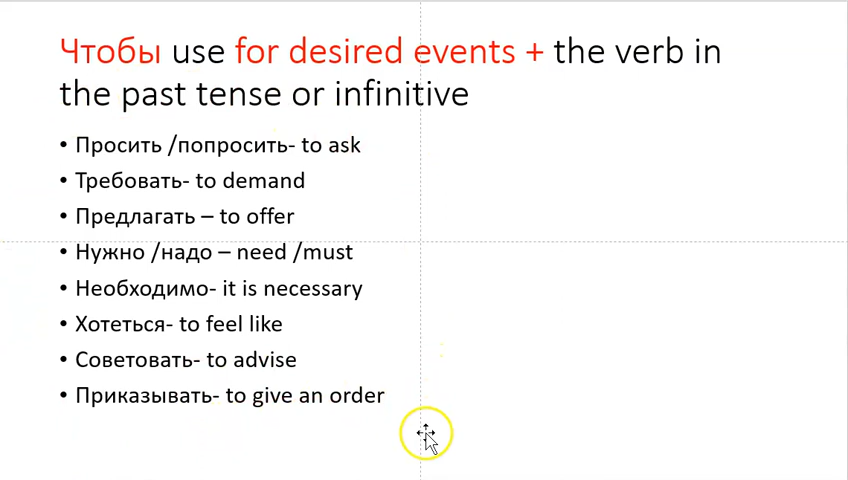 Чтобы use for desired events + the verb in
the past tense or infinitive
• Просить /попросить- to ask
• Требовать- to demand
• Предлагать – to offer
• Нужно /надо – need /must
• Необходимо- it is necessary
• Хотеться- to feel like
• Советовать- to advise
• Приказывать- to give an order